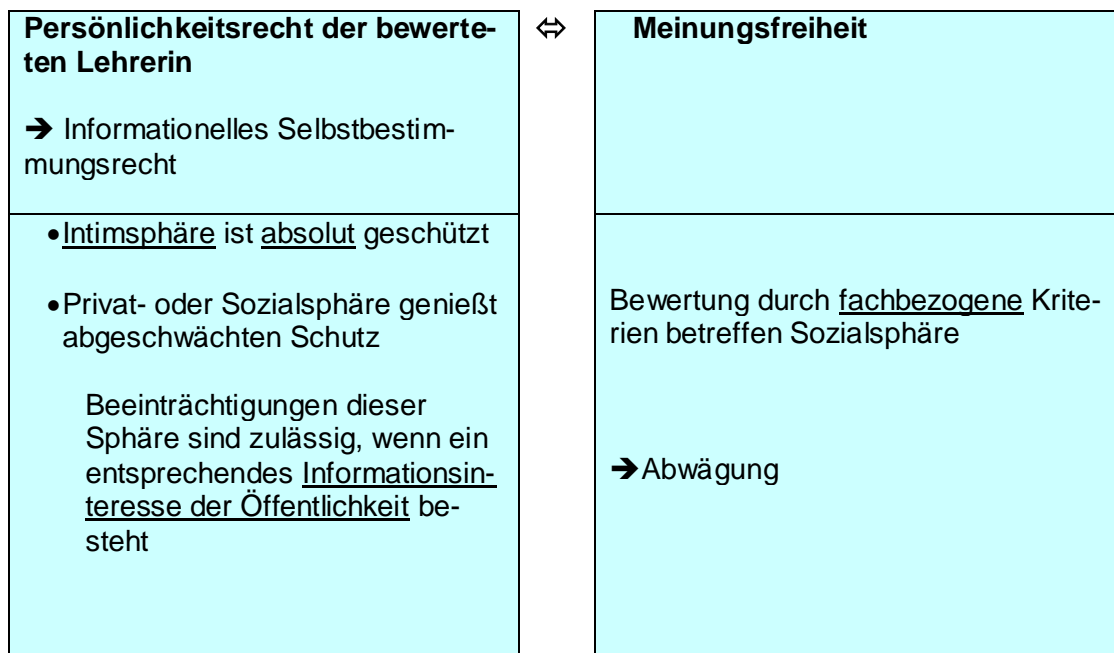 Persönlichkeitsrecht der bewerte-
ten Lehrerin
➔ Informationelles Selbstbestim-
mungsrecht
⬄
Meinungsfreiheit
•Intimsphäre ist absolut geschützt
•Privat- oder Sozialsphäre genießt
abgeschwächten Schutz
Beeinträchtigungen dieser
Sphäre sind zulässig, wenn ein
entsprechendes Informationsin-
teresse der Öffentlichkeit be-
steht
Bewertung durch fachbezogene Krite-
rien betreffen Sozialsphäre
➔Abwägung